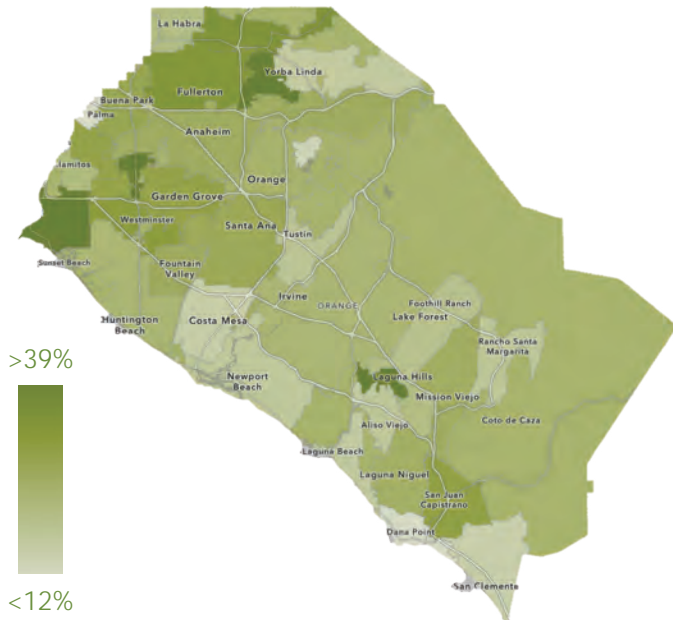 La Habra
Yorba Linda
Fullerton
Buena Park
Palma
Anaheim
lamitos
Orange
Garden Grove
Westminster
Santa Ana
Tustin
Sunset Beach
Fountain
Valley
Irvine
ORANGE
Foothill Ranch
Lake Forest
Huntington
Beach
Costa Mesa
Rancho Santa
Margarita
>39%
Newport
Beach
Laguna Hills
Mission Viejo
Coto de Caza
Aliso Viejo
Laguna Beach
Laguna Niguel
San Juan
Capistrano
Dana Point
San Clemente
<12%